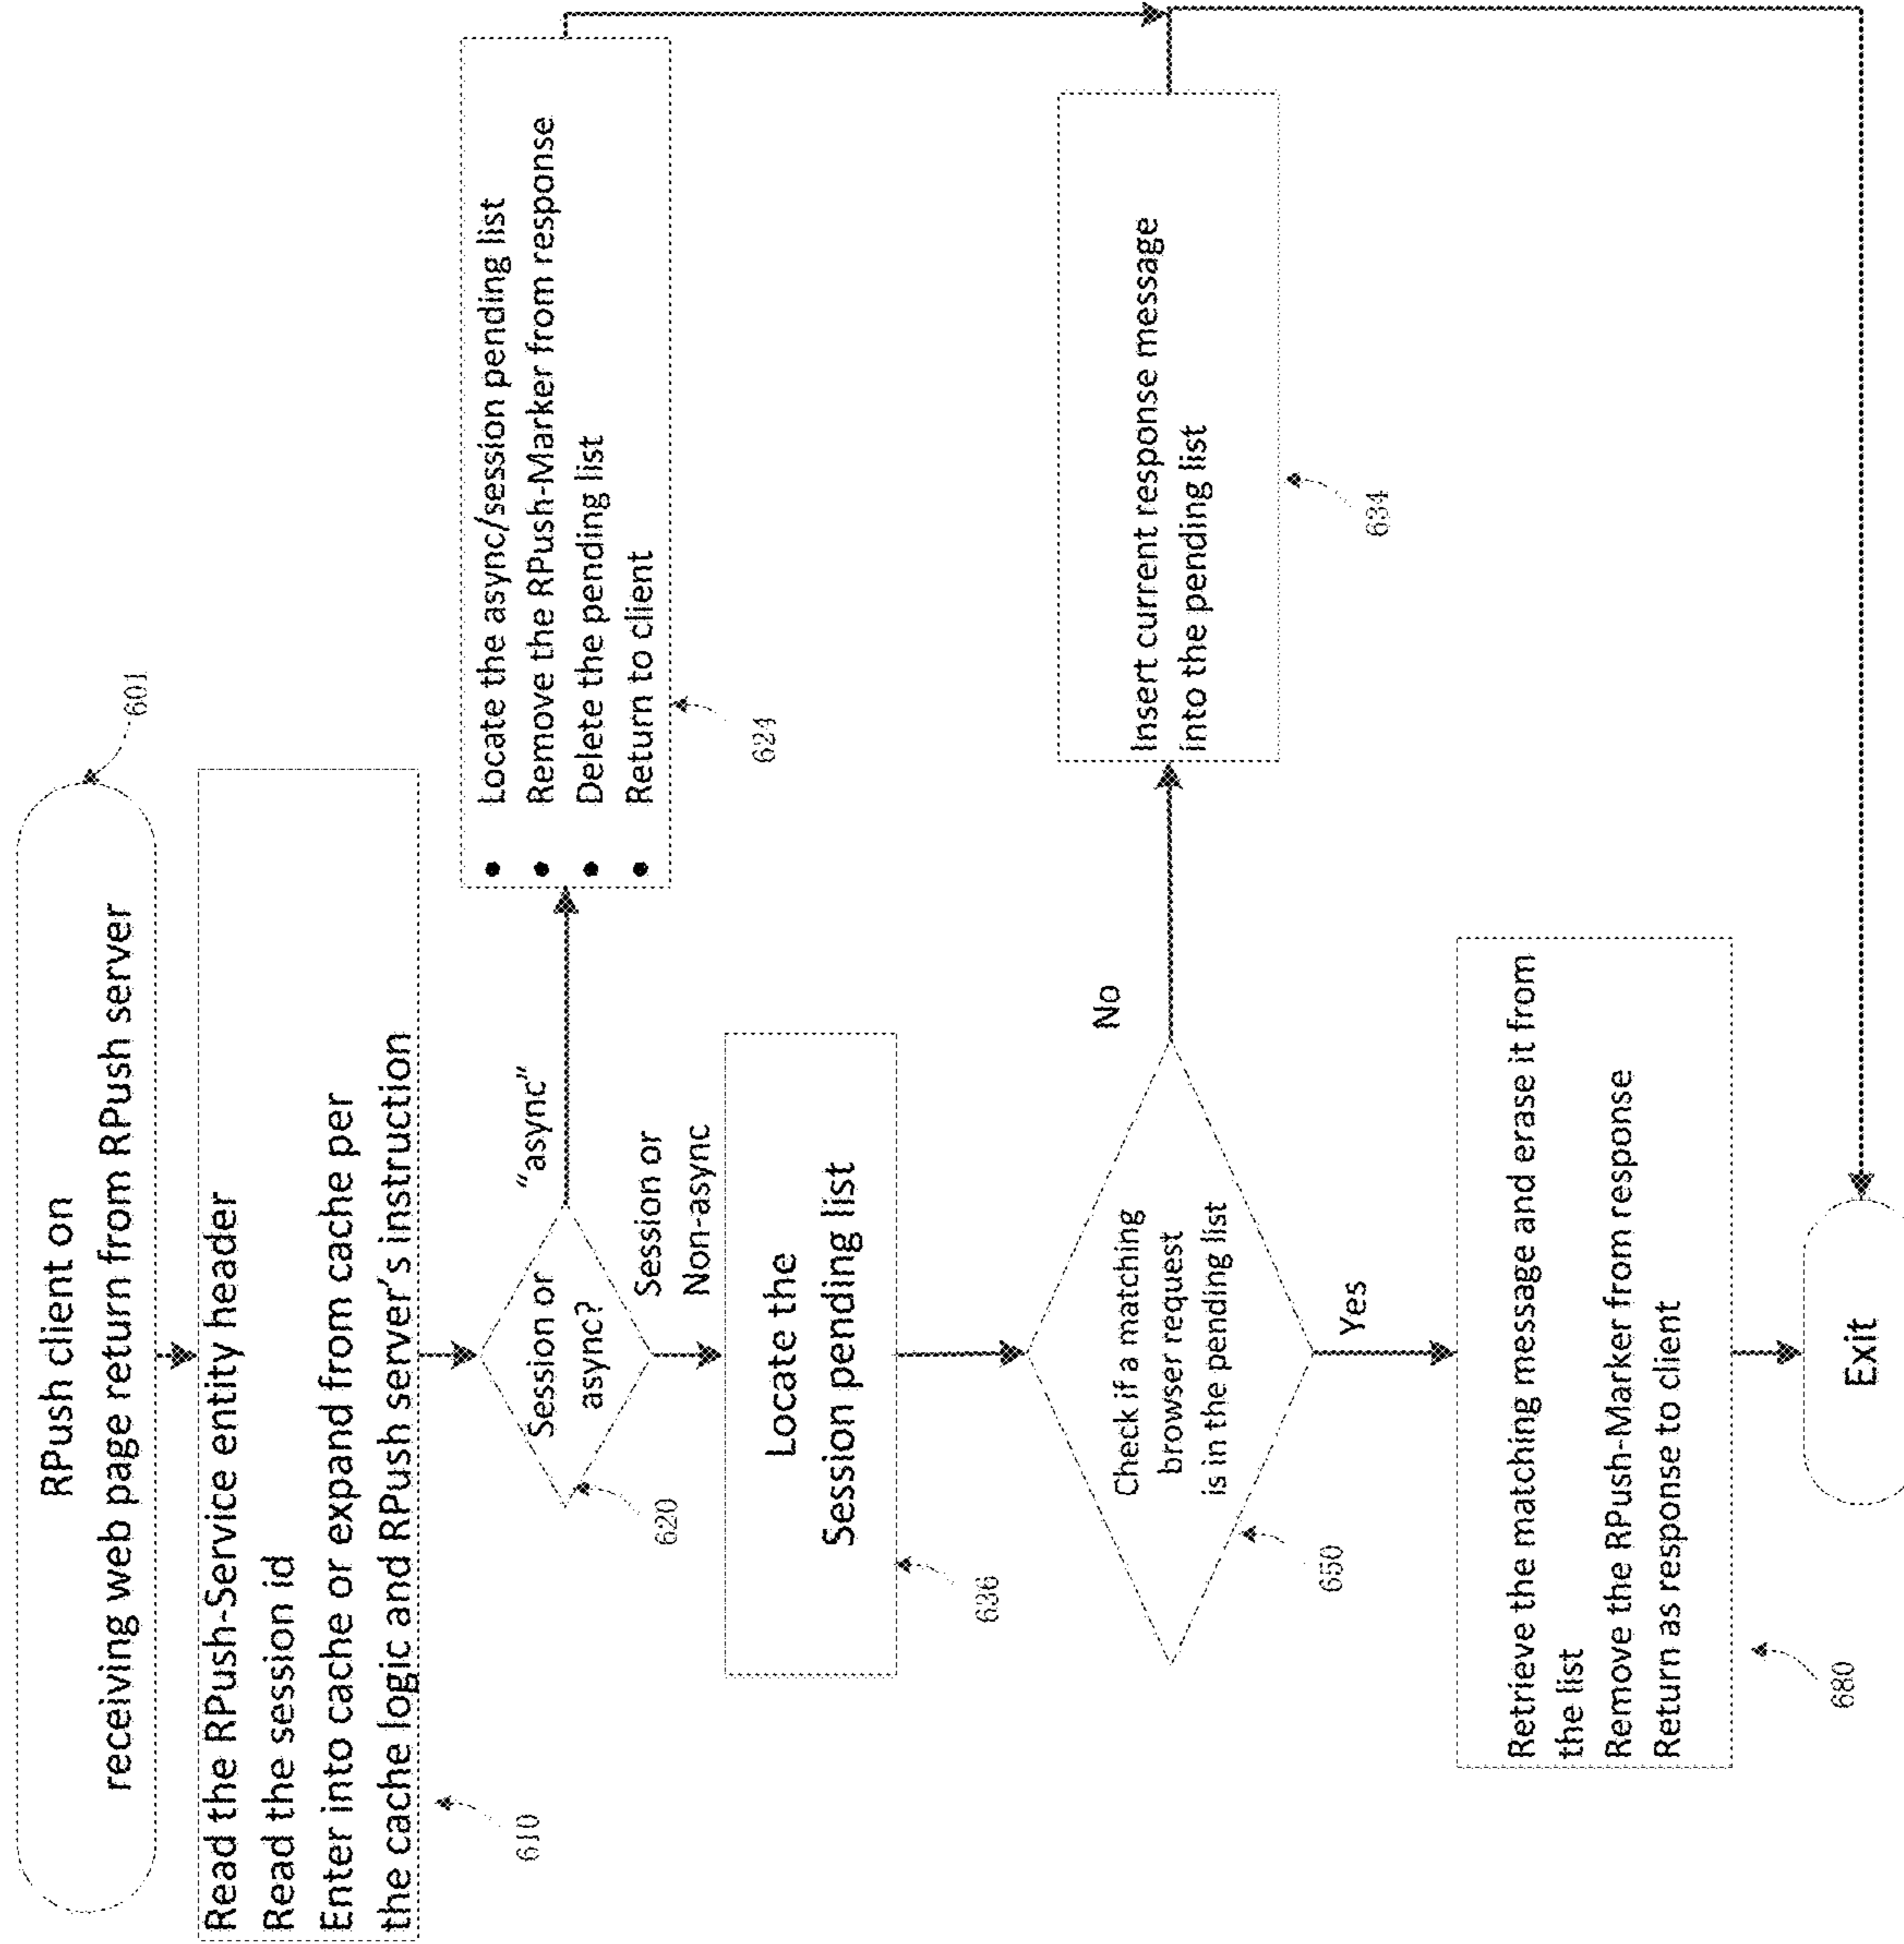 RPush client on
receiving web page return from RPush server
601
Read the RPush-Service entity header
Read the session id
Enter into cache or expand from cache per
the cache logic and RPush server's instruction
610
Session or
async?
620
"async"
• Locate the async/session pending list
• Remove the RPush-Marker from response
• Delete the pending list
• Return to client
624
Session or
Non-async
Locate the
Session pending list
636
Check if a matching
browser request
is in the pending list
650
No
Insert current response message
into the pending list
634
Yes
Retrieve the matching message and erase it from
the list
Remove the RPush-Marker from response
Return as response to client
680
Exit